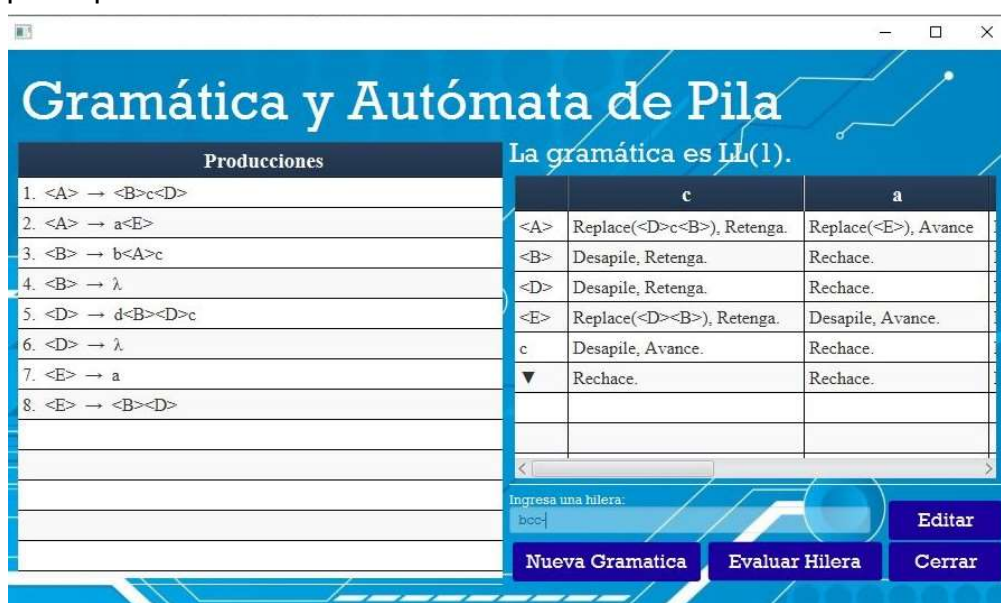 Gramática y Autómata de Pila
Producciones
1. <A> → <B>c<D>
2. <A> → a<E>
3. <B> → b<A>c
4. <B> → λ
5. <D> → d<B><D>c
6. <D> → λ
7. <E> → a
8. <E> → <B><D>
La gramática es LL(1).
c a
<A> Replace(<D>c<B>), Retenga. Replace(<E>), Avance
<B> Desapile, Retenga. Rechace.
<D> Desapile, Retenga. Rechace.
<E> Replace(<D><B>), Retenga. Desapile, Avance.
c Desapile, Avance. Rechace.
▼ Rechace. Rechace.
Ingresa una hilera:
bcc-
Editar
Nueva Gramatica Evaluar Hilera Cerrar